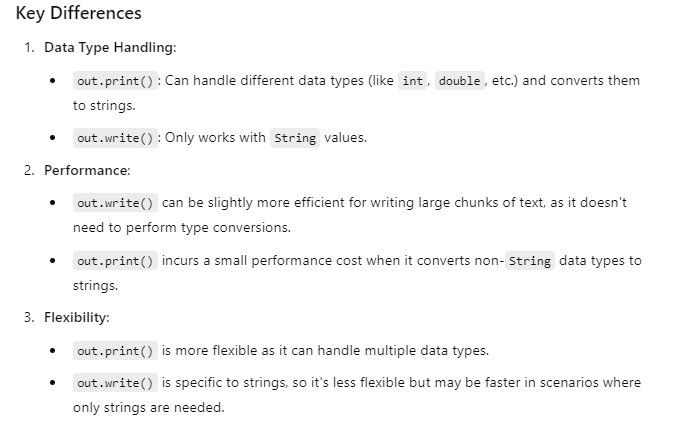 Key Differences
1. Data Type Handling:
• out.print() : Can handle different data types (like int , double , etc.) and converts them
to strings.
• out.write() : Only works with String values.
2. Performance:
• out.write() can be slightly more efficient for writing large chunks of text, as it doesn't
need to perform type conversions.
• out.print() incurs a small performance cost when it converts non- String data types to
strings.
3. Flexibility:
• out.print() is more flexible as it can handle multiple data types.
• out.write() is specific to strings, so it's less flexible but may be faster in scenarios where
only strings are needed.